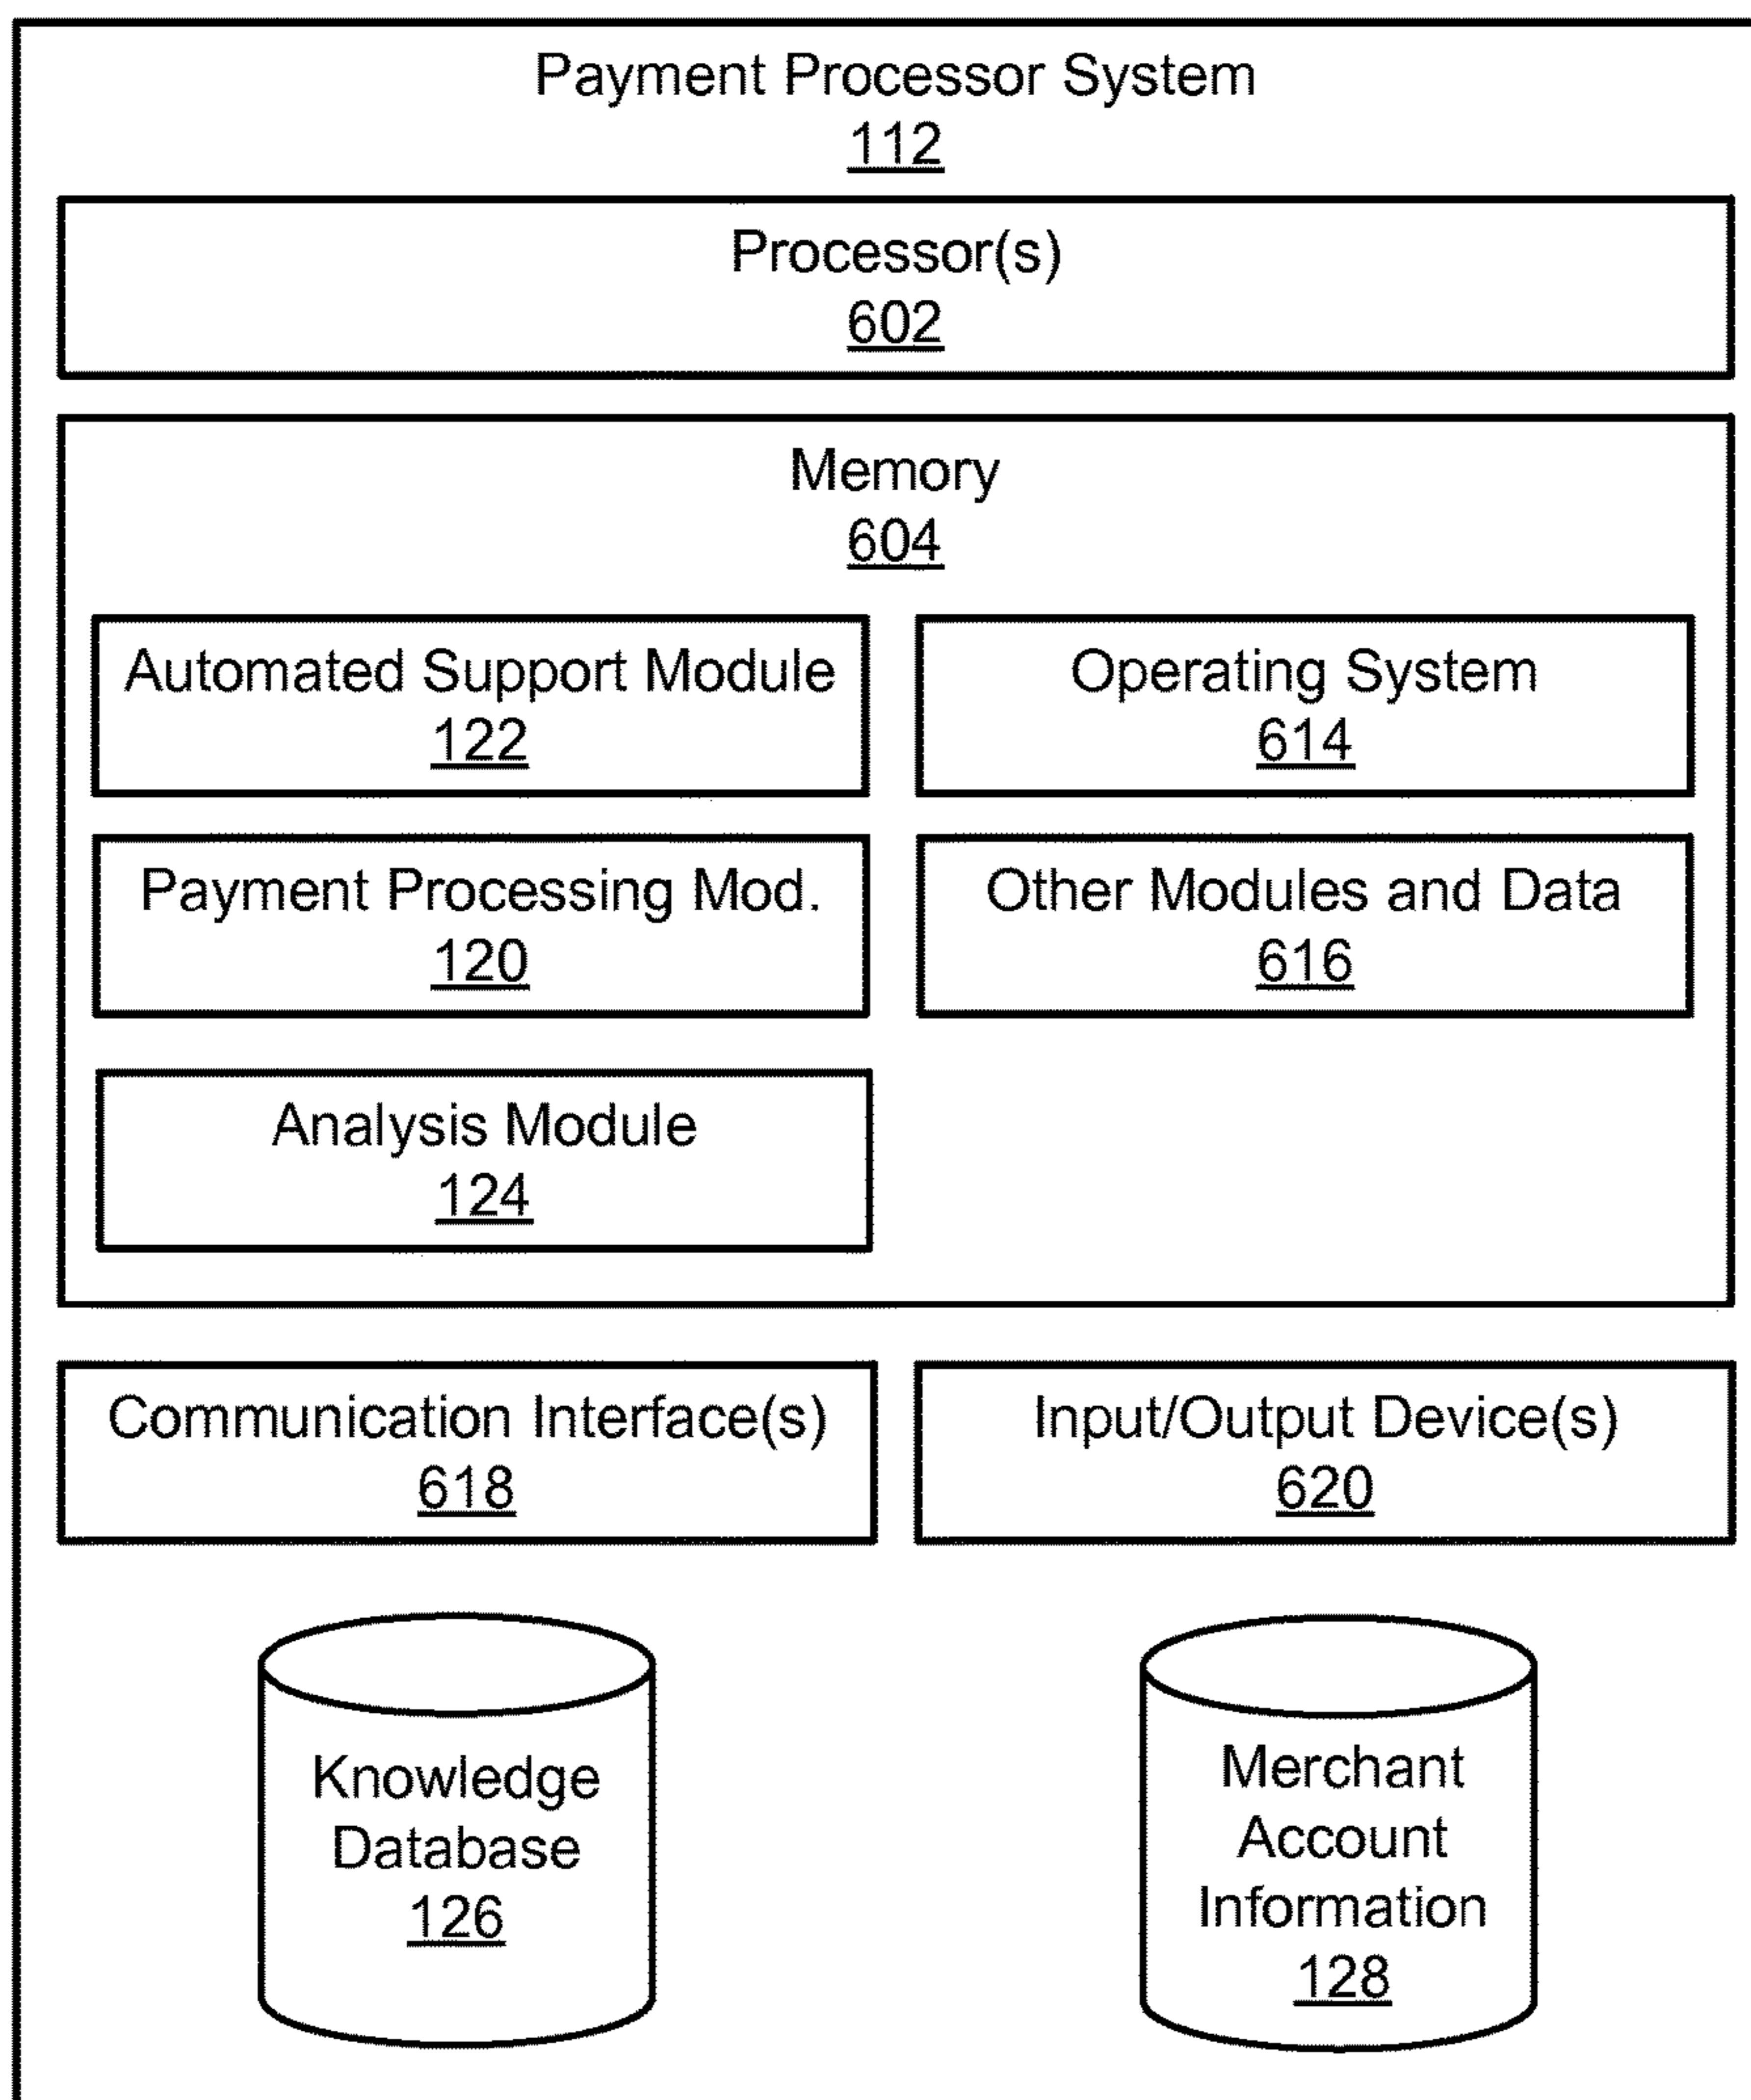 Payment Processor System
112
Processor(s)
602
Memory
604
Automated Support Module
122
Operating System
614
Payment Processing Mod.
120
Other Modules and Data
616
Analysis Module
124
Communication Interface(s)
618
Input/Output Device(s)
620
Knowledge
Database
126
Merchant
Account
Information
128